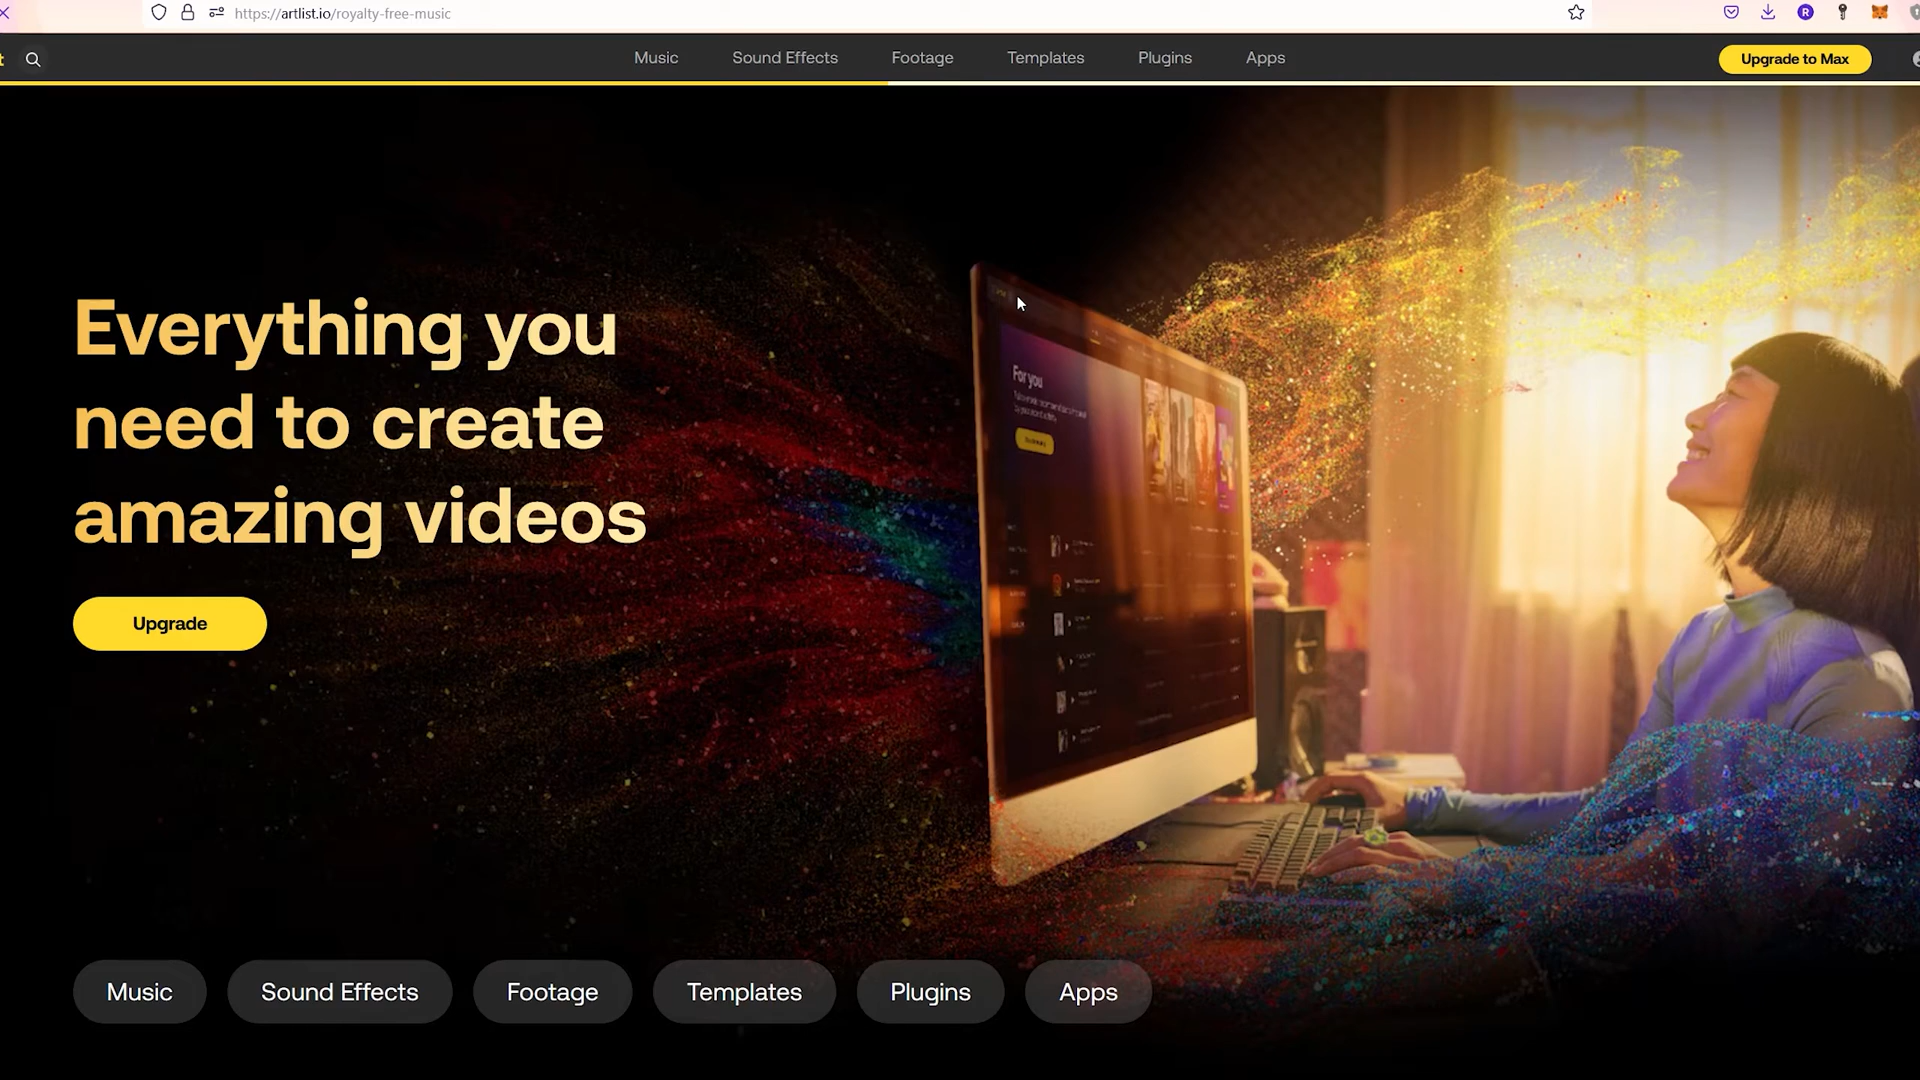 https://artlist.io/royalty-free-music
Music
Sound Effects
Footage
Templates
Plugins
Apps
Upgrade to Max
Everything you
need to create
amazing videos
Upgrade
For you
Music
Sound Effects
Footage
Templates
Plugins
Apps